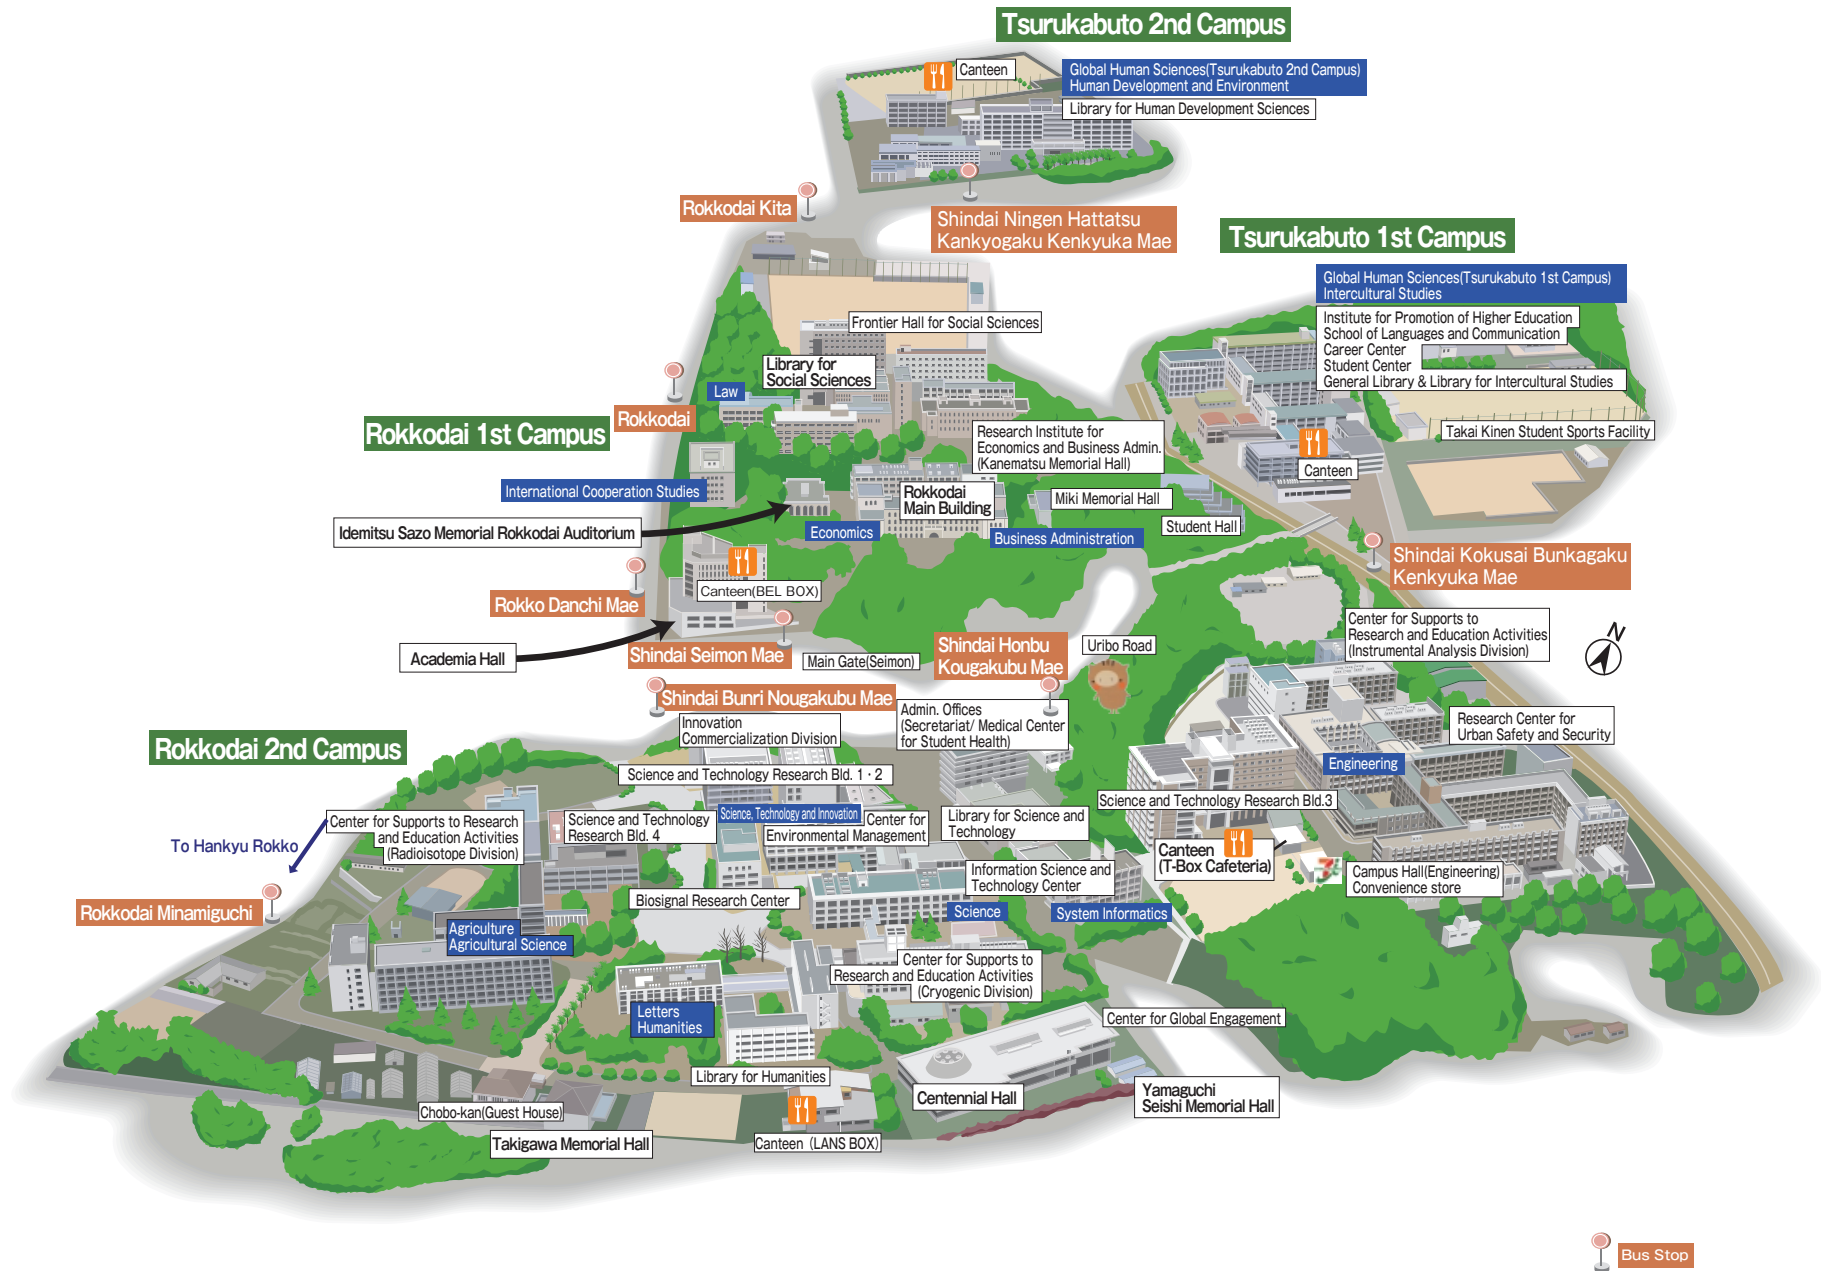 Tsurukabuto 2nd Campus
Canteen
Global Human Sciences(Tsurukabuto 2nd Campus)
Human Development and Environment
Library for Human Development Sciences
Rokkodai Kita
Shindai Ningen Hattatsu
Kankyogaku Kenkyuka Mae
Tsurukabuto 1st Campus
Global Human Sciences(Tsurukabuto 1st Campus)
Intercultural Studies
Institute for Promotion of Higher Education
School of Languages and Communication
Career Center
Student Center
General Library & Library for Intercultural Studies
Takai Kinen Student Sports Facility
Canteen
Shindai Kokusai Bunkagaku
Kenkyuka Mae
Frontier Hall for Social Sciences
Library for
Social Sciences
Law
Rokkodai
Rokkodai 1st Campus
Research Institute for
Economics and Business Admin.
(Kanematsu Memorial Hall)
International Cooperation Studies
Rokkodai
Main Building
Miki Memorial Hall
Student Hall
Idemitsu Sazo Memorial Rokkodai Auditorium
Economics
Business Administration
Canteen(BEL BOX)
Rokko Danchi Mae
Academia Hall
Shindai Seimon Mae
Main Gate(Seimon)
Shindai Honbu
Kougakubu Mae
Uribo Road
Center for Supports to
Research and Education Activities
(Instrumental Analysis Division)
N
Shindai Bunri Nougakubu Mae
Innovation
Commercialization Division
Admin. Offices
(Secretariat/ Medical Center
for Student Health)
Research Center for
Urban Safety and Security
Rokkodai 2nd Campus
Science and Technology Research Bld. 1・2
Engineering
Science and Technology Research Bld.3
Center for Supports to Research
and Education Activities
(Radioisotope Division)
Science and Technology
Research Bld. 4
Science, Technology and Innovation
Center for
Environmental Management
Library for Science and
Technology
To Hankyu Rokko
Canteen
(T-Box Cafeteria)
7
Campus Hall(Engineering)
Convenience store
Information Science and
Technology Center
Biosignal Research Center
Rokkodai Minamiguchi
Science
System Informatics
Agriculture
Agricultural Science
Center for Supports to
Research and Education Activities
(Cryogenic Division)
Letters
Humanities
Center for Global Engagement
Library for Humanities
Centennial Hall
Yamaguchi
Seishi Memorial Hall
Chobo-kan(Guest House)
Takigawa Memorial Hall
Canteen (LANS BOX)
Bus Stop